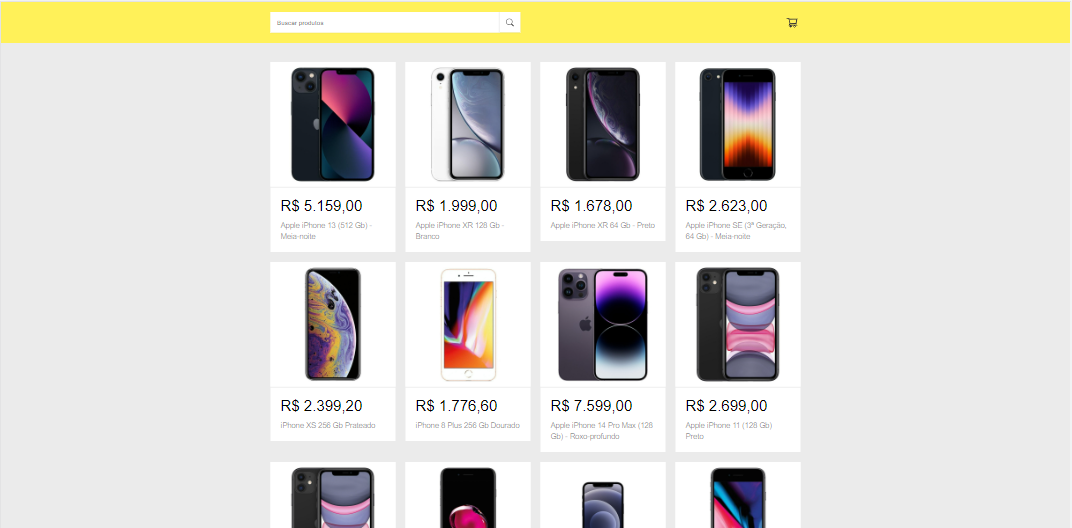 Buscar produtos
R$ 5.159,00
Apple iPhone 13 (512 Gb) -
Meia-noite
R$ 1.999,00
Apple iPhone XR 128 Gb -
Branco
R$ 1.678,00
Apple iPhone XR 64 Gb - Preto
R$ 2.623,00
Apple iPhone SE (3ª Geração,
64 Gb) - Meia-noite
R$ 2.399,20
iPhone XS 256 Gb Prateado
R$ 1.776,60
iPhone 8 Plus 256 Gb Dourado
R$ 7.599,00
Apple iPhone 14 Pro Max (128
Gb) - Roxo-profundo
R$ 2.699,00
Apple iPhone 11 (128 Gb)
Preto